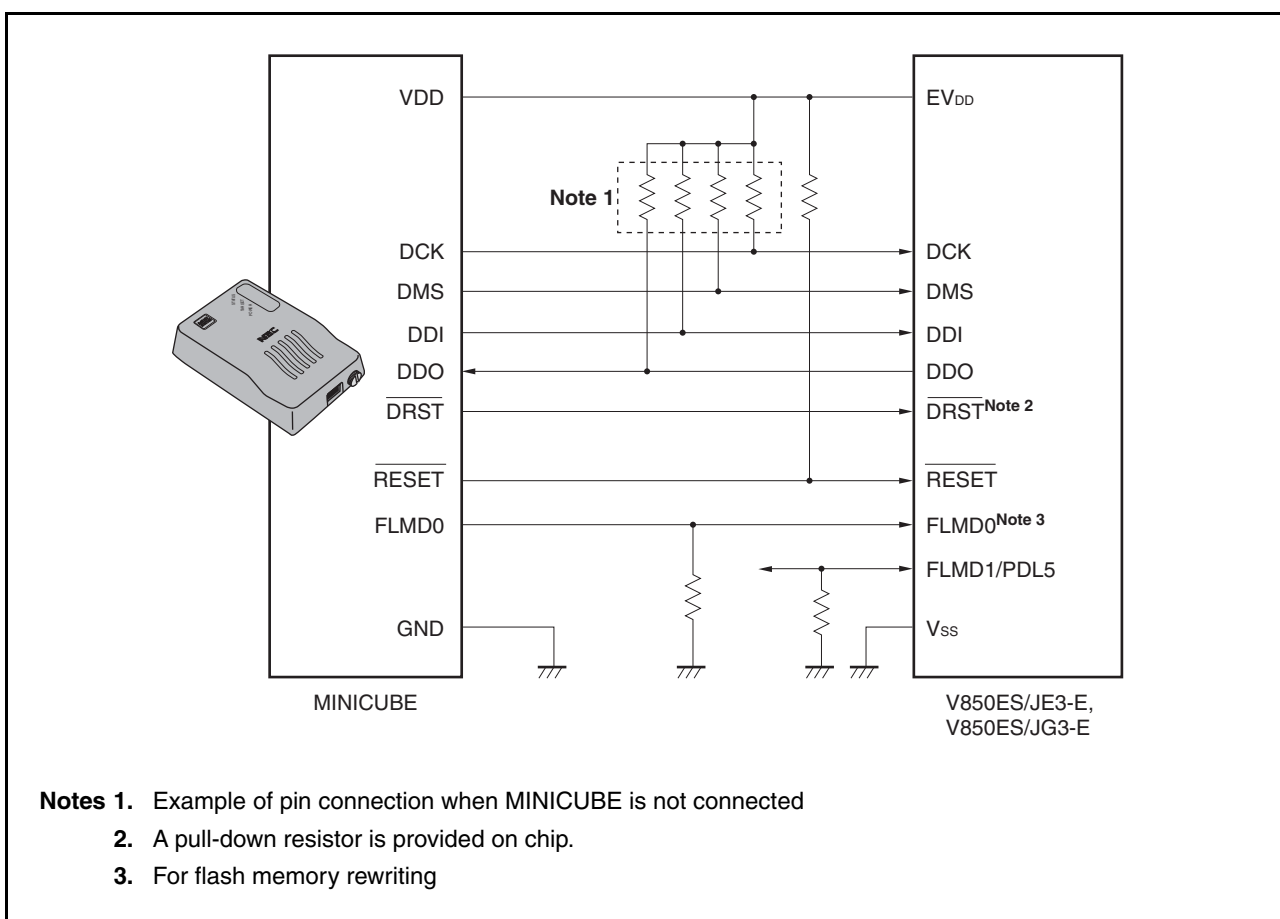 VDD
EVDD
Note 1
DCK
DCK
DMS
DMS
DDI
DDI
DDO
DDO
DRST
DRSTNote 2
RESET
RESET
FLMD0
FLMD0Note 3
FLMD1/PDL5
GND
VSS
NEC
MINICUBE
V850ES/JE3-E,
V850ES/JG3-E
Notes 1. Example of pin connection when MINICUBE is not connected
2. A pull-down resistor is provided on chip.
3. For flash memory rewriting